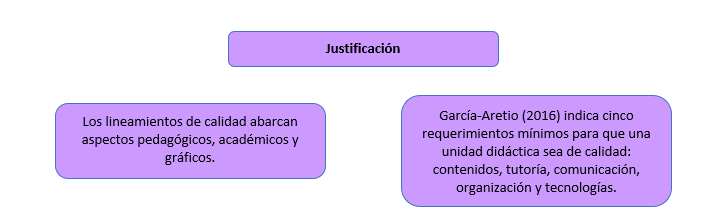 Justificación
Los lineamientos de calidad abarcan
aspectos pedagógicos, académicos y
gráficos.
García-Aretio (2016) indica cinco
requerimientos mínimos para que una
unidad didáctica sea de calidad:
contenidos, tutoría, comunicación,
organización y tecnologías.